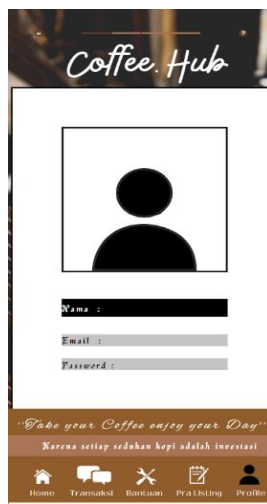 Coffee. Hub
Nama :
Email :
Password :
"Take your Coffee enjoy your Day"
Karena setiap seduhan kopi adalah investasi
Home Transaksi Bantuan Pra Listing Profile